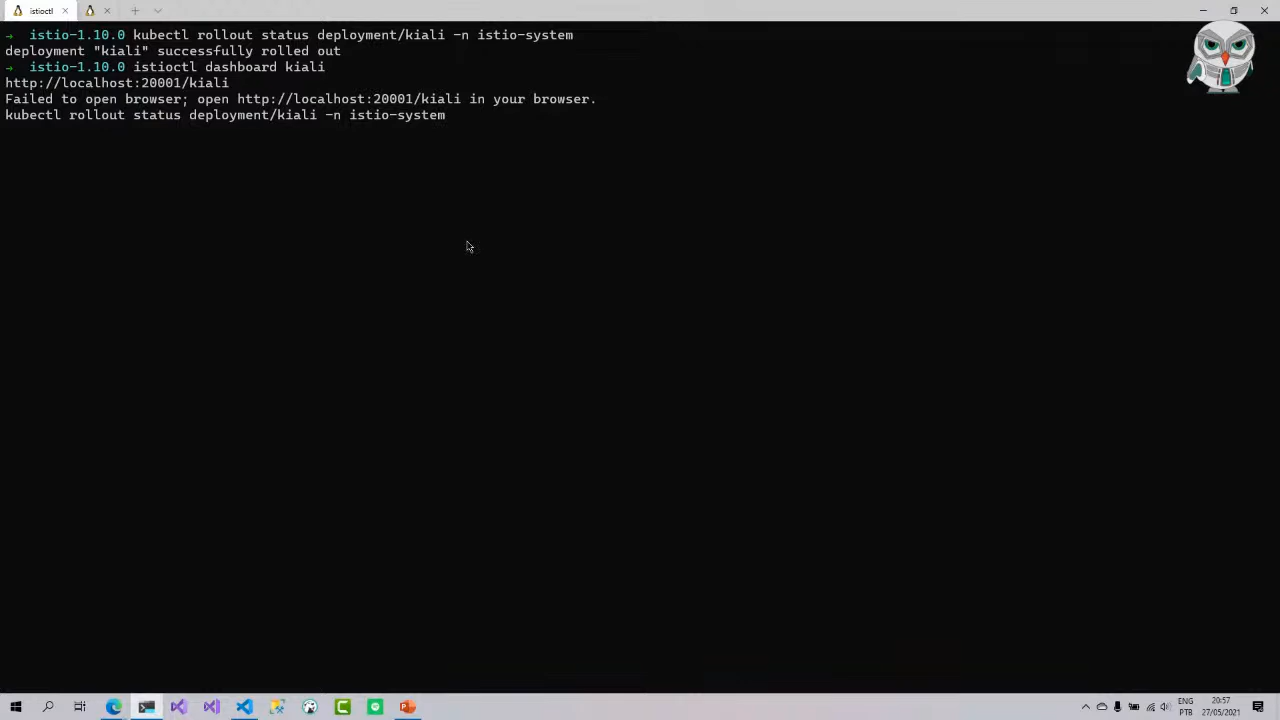 istioctl
→ istio-1.10.0 kubectl rollout status deployment/kiali -n istio-system
deployment "kiali" successfully rolled out
→ istio-1.10.0 istioctl dashboard kiali
http://localhost:20001/kiali
Failed to open browser; open http://localhost:20001/kiali in your browser.
kubectl rollout status deployment/kiali -n istio-system
ENG
PTB
20:57
27/05/2021